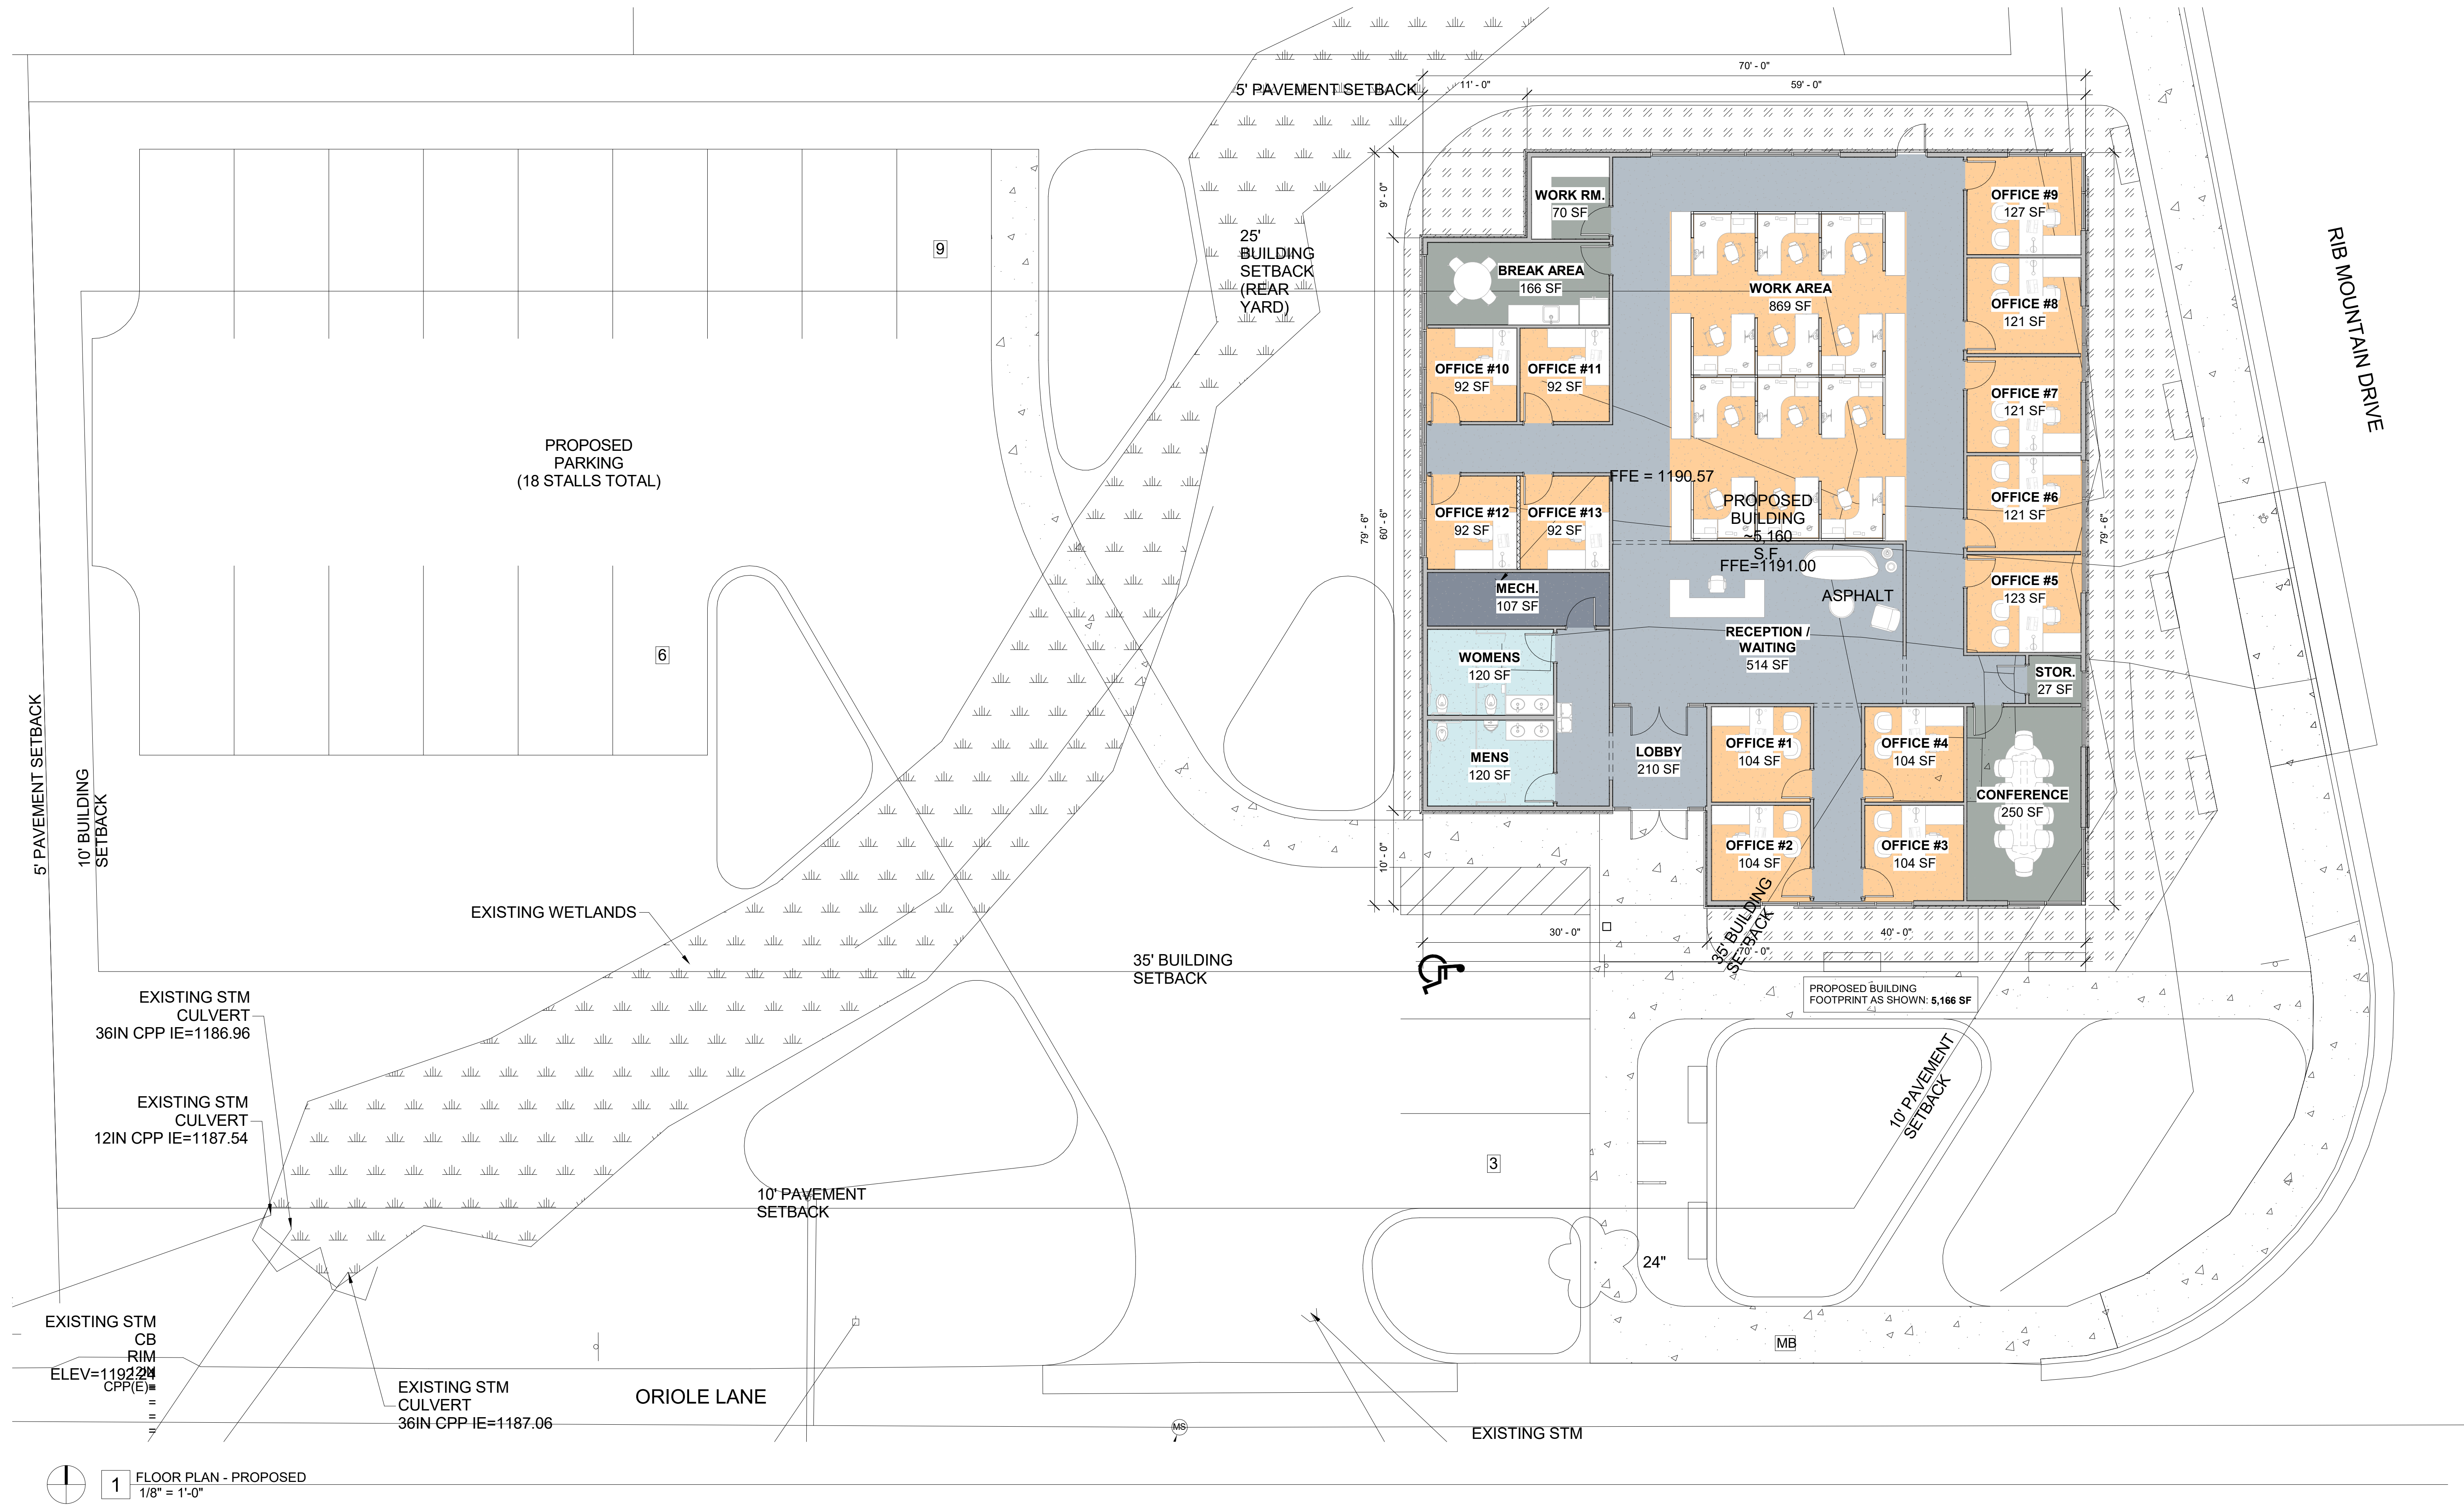 70' - 0"
11' - 0"
59' - 0"
5' PAVEMENT SETBACK
9' - 0"
79' - 6"
60' - 6"
10' - 0"
79' - 6"
25'
BUILDING
SETBACK
(REAR
YARD)
9
PROPOSED
PARKING
(18 STALLS TOTAL)
6
WORK RM.
70 SF
BREAK AREA
166 SF
WORK AREA
869 SF
OFFICE #9
127 SF
OFFICE #8
121 SF
OFFICE #7
121 SF
OFFICE #6
121 SF
OFFICE #5
123 SF
OFFICE #10
92 SF
OFFICE #11
92 SF
OFFICE #12
92 SF
OFFICE #13
92 SF
FFE = 1190.57
PROPOSED
BUILDING
~5,160
S.F.
FFE=1191.00
ASPHALT
MECH.
107 SF
RECEPTION /
WAITING
514 SF
WOMENS
120 SF
MENS
120 SF
STOR.
27 SF
LOBBY
210 SF
OFFICE #1
104 SF
OFFICE #4
104 SF
OFFICE #2
104 SF
OFFICE #3
104 SF
CONFERENCE
250 SF
RIB MOUNTAIN DRIVE
5' PAVEMENT SETBACK
10' BUILDING
SETBACK
EXISTING WETLANDS
35' BUILDING
SETBACK
30' - 0"
40' - 0"
70' - 0"
35' BUILDING
SETBACK
PROPOSED BUILDING
FOOTPRINT AS SHOWN: 5,166 SF
EXISTING STM
CULVERT
36IN CPP IE=1186.96
EXISTING STM
CULVERT
12IN CPP IE=1187.54
10' PAVEMENT
SETBACK
10' PAVEMENT
SETBACK
3
24"
MB
EXISTING STM
CB
RIM
ELEV=1192.24
12IN
CPP(E)=
=
=
=
EXISTING STM
CULVERT
36IN CPP IE=1187.06
ORIOLE LANE
MS
EXISTING STM
1
FLOOR PLAN - PROPOSED
1/8" = 1'-0"